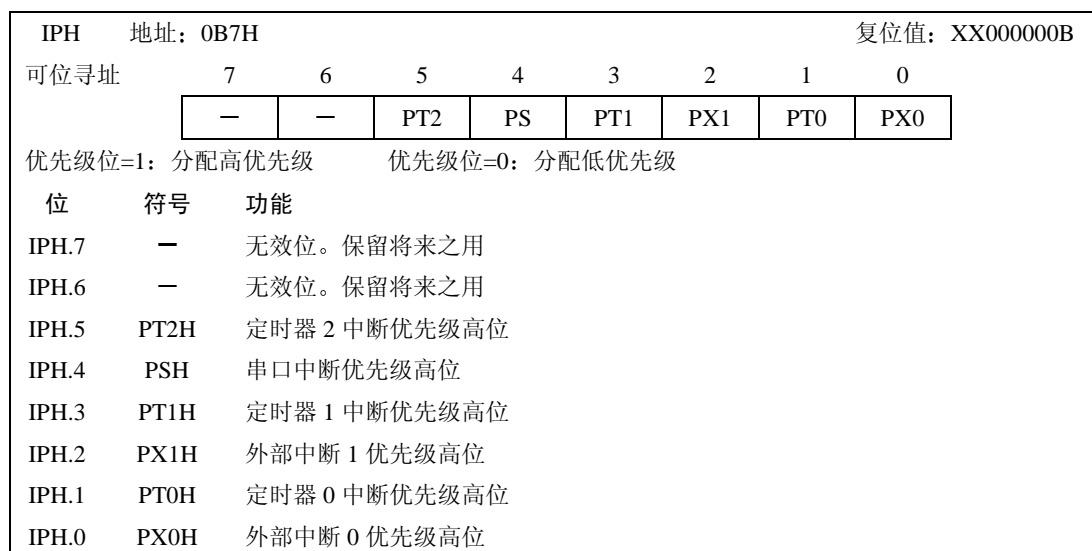 IPH 地址：0B7H 复位值：XX000000B
可位寻址 7 6 5 4 3 2 1 0
－ － PT2 PS PT1 PX1 PT0 PX0
优先级位=1：分配高优先级 优先级位=0：分配低优先级
位 符号 功能
IPH.7 － 无效位。保留将来之用
IPH.6 － 无效位。保留将来之用
IPH.5 PT2H 定时器 2 中断优先级高位
IPH.4 PSH 串口中断优先级高位
IPH.3 PT1H 定时器 1 中断优先级高位
IPH.2 PX1H 外部中断 1 优先级高位
IPH.1 PT0H 定时器 0 中断优先级高位
IPH.0 PX0H 外部中断 0 优先级高位